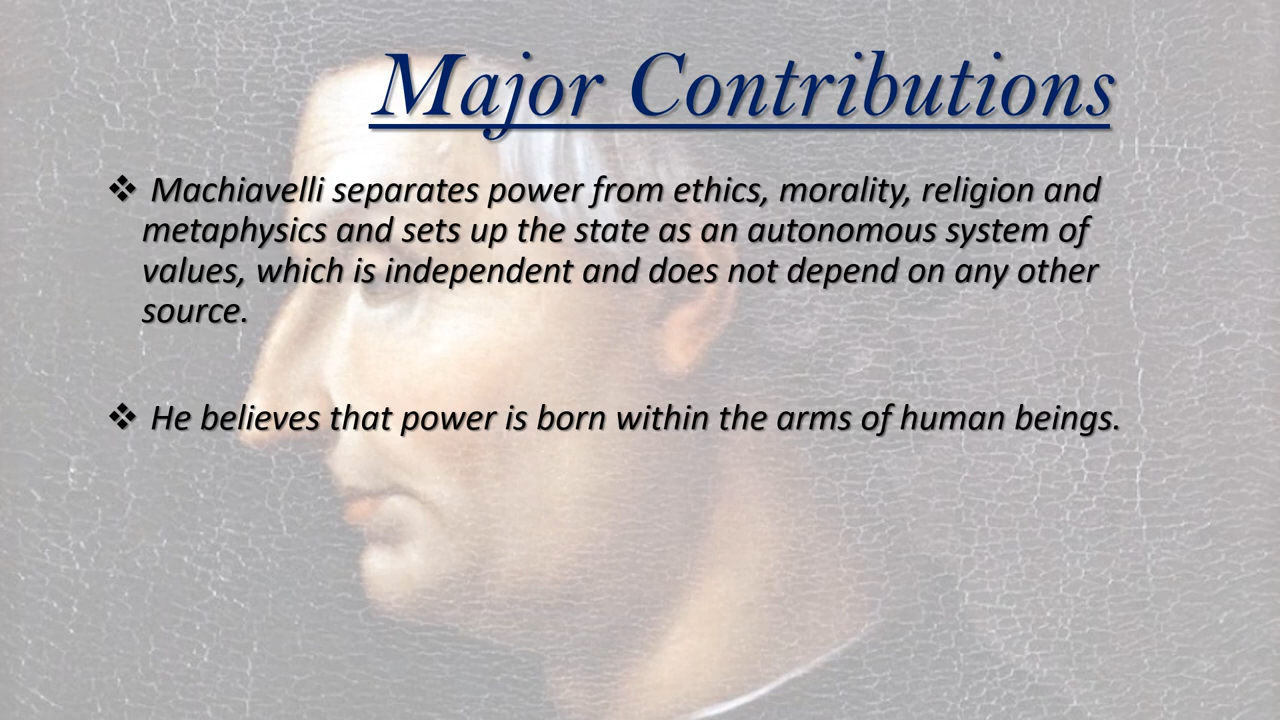 Major Contributions
❖ Machiavelli separates power from ethics, morality, religion and
metaphysics and sets up the state as an autonomous system of
values, which is independent and does not depend on any other
source.
❖ He believes that power is born within the arms of human beings.